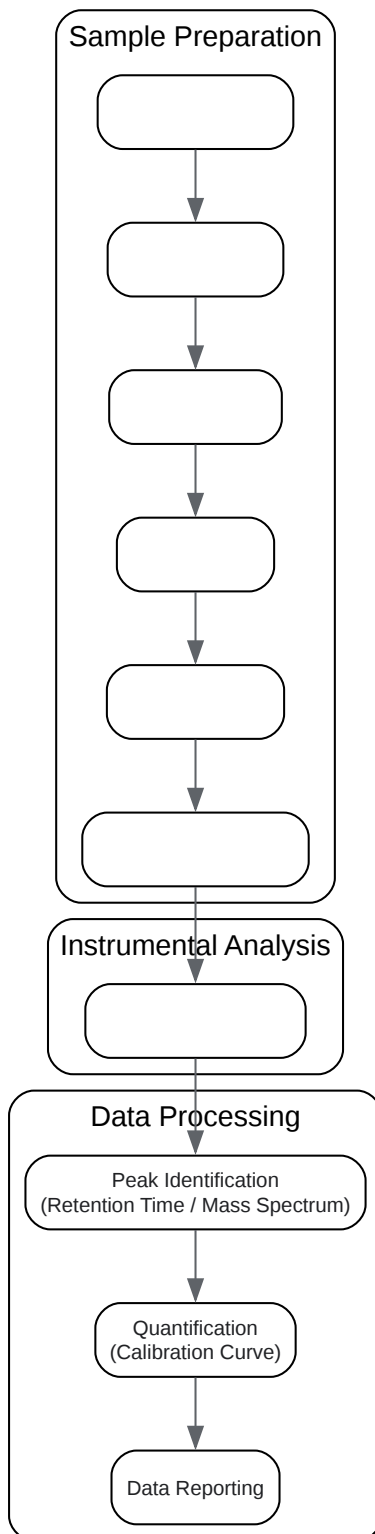 Sample Preparation
Instrumental Analysis
Data Processing
Peak Identification
(Retention Time / Mass Spectrum)
Quantification
(Calibration Curve)
Data Reporting